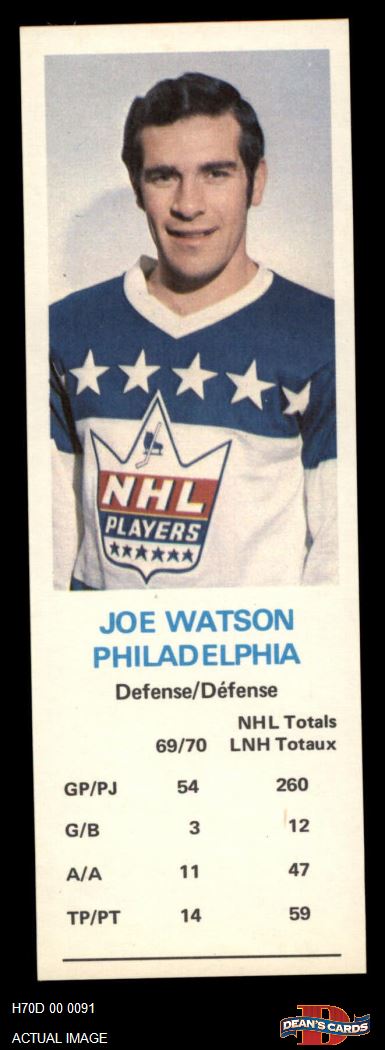 NHL
PLAYERS
JOE WATSON
PHILADELPHIA
Defense/Défense
NHL Totals
69/70 LNH Totaux
GP/PJ 54 260
G/B 3 12
A/A 11 47
TP/PT 14 59
H70D 00 0091
ACTUAL IMAGE
D
DEAN'S CARDS